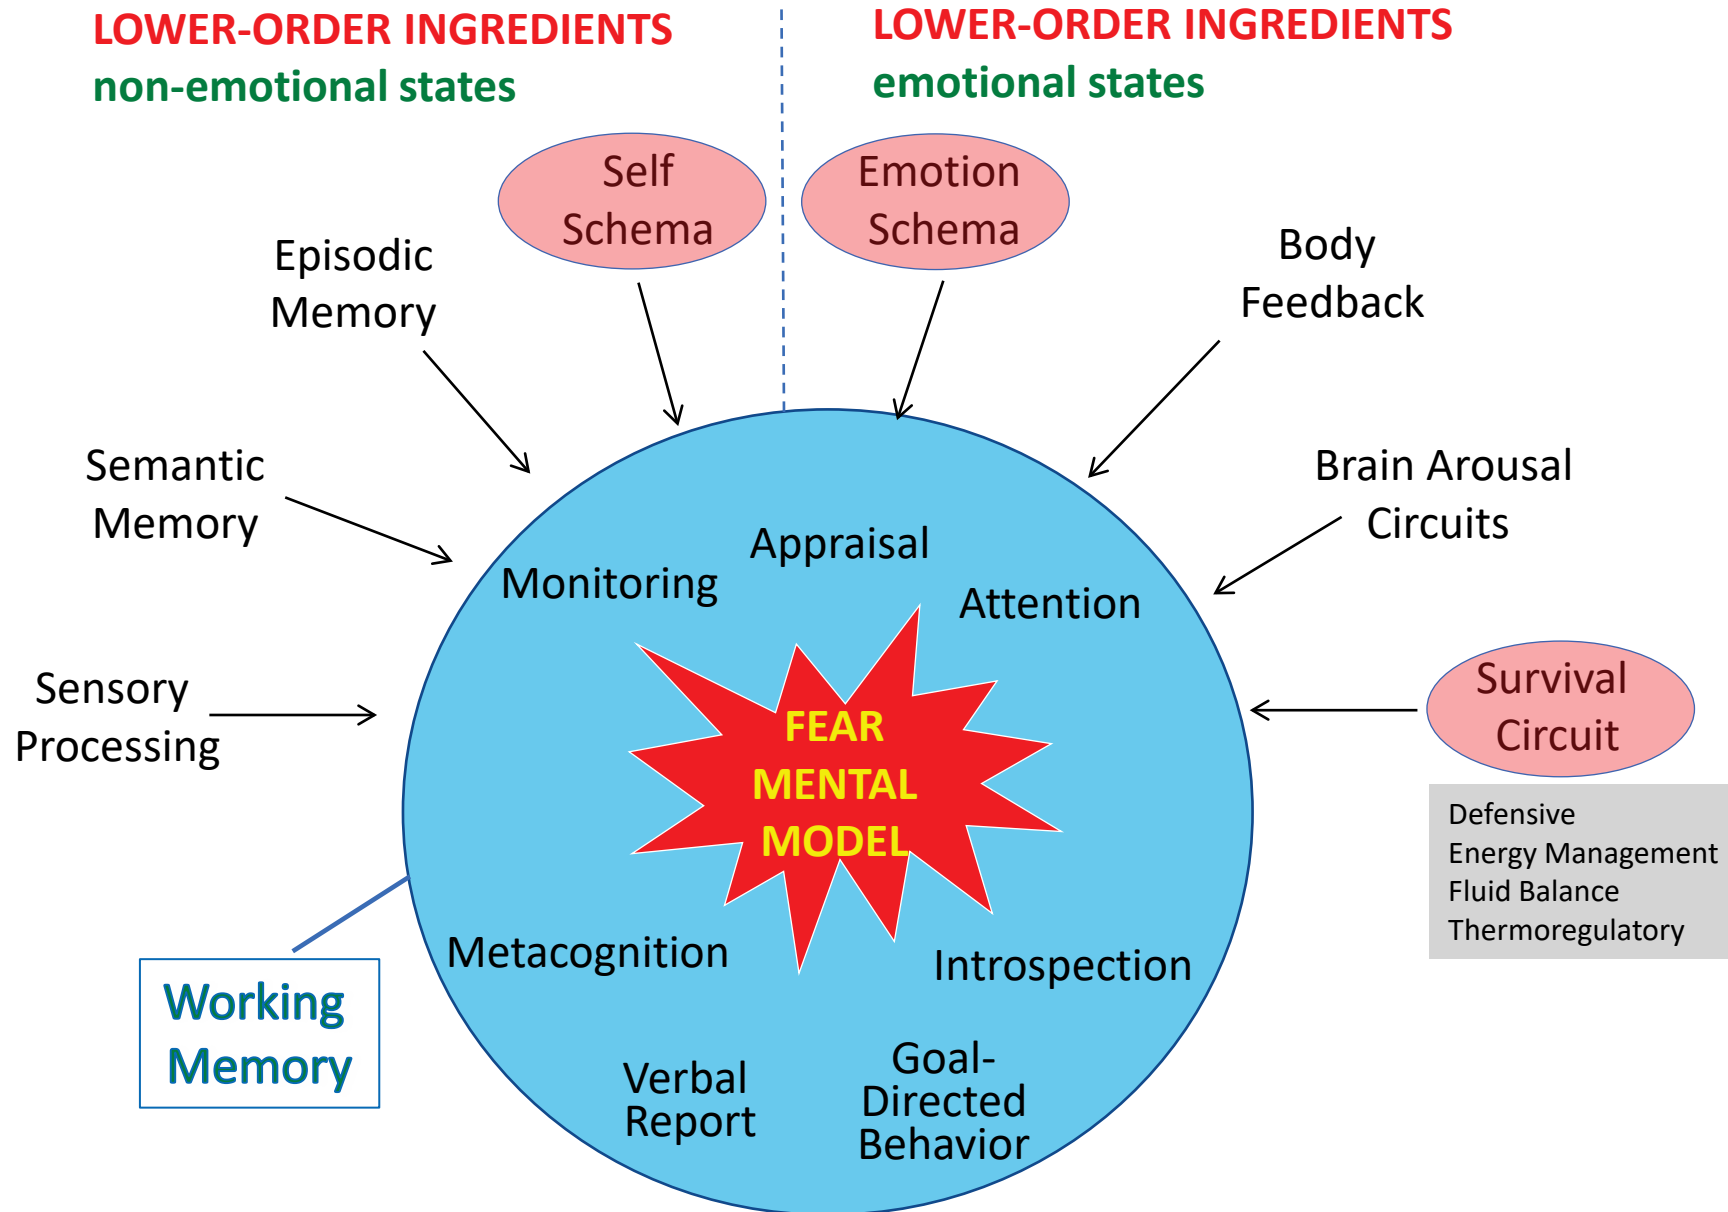 LOWER-ORDER INGREDIENTS
non-emotional states
LOWER-ORDER INGREDIENTS
emotional states
Self
Schema
Emotion
Schema
Episodic
Memory
Body
Feedback
Semantic
Memory
Brain Arousal
Circuits
Sensory
Processing
Survival
Circuit
Defensive
Energy Management
Fluid Balance
Thermoregulatory
Monitoring
Appraisal
Attention
FEAR
MENTAL
MODEL
Metacognition
Introspection
Working
Memory
Verbal
Report
Goal-
Directed
Behavior